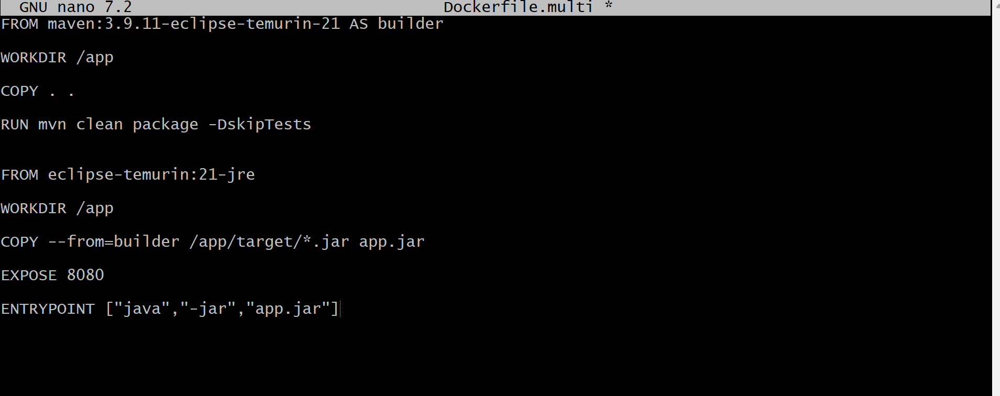 GNU nano 7.2 Dockerfile.multi *
FROM maven:3.9.11-eclipse-temurin-21 AS builder
WORKDIR /app
COPY . .
RUN mvn clean package -DskipTests
FROM eclipse-temurin:21-jre
WORKDIR /app
COPY --from=builder /app/target/*.jar app.jar
EXPOSE 8080
ENTRYPOINT ["java","-jar","app.jar"]